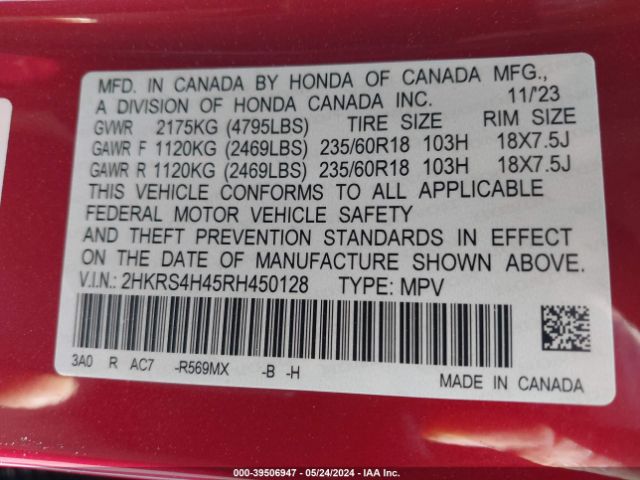 MFD. IN CANADA BY HONDA OF CANADA MFG.,
A DIVISION OF HONDA CANADA INC. 11/'23
GVWR 2175KG (4795LBS) TIRE SIZE RIM SIZE
GAWR F 1120KG (2469LBS) 235/60R18 103H 18X7.5J
GAWR R 1120KG (2469LBS) 235/60R18 103H 18X7.5J
THIS VEHICLE CONFORMS TO ALL APPLICABLE
FEDERAL MOTOR VEHICLE SAFETY
AND THEFT PREVENTION STANDARDS IN EFFECT
ON THE DATE OF MANUFACTURE SHOWN ABOVE.
V.I.N.: 2HKRS4H45RH450128 TYPE: MPV
3A0 R AC7 -R569MX -B -H
MADE IN CANADA
000-39506947 - 05/24/2024 - IAA Inc.